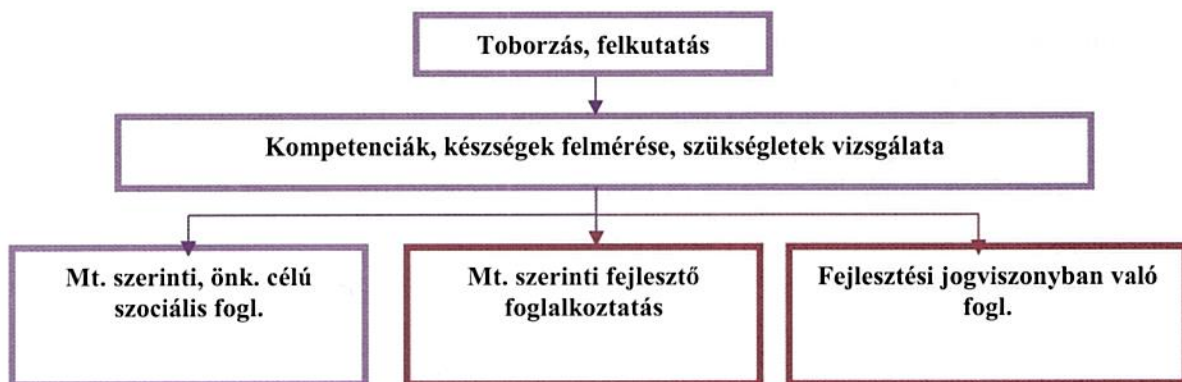 Toborzás, felkutatás
Kompetenciák, készségek felmérése, szükségletek vizsgálata
Mt. szerinti, önk. célú
szociális fogl.
Mt. szerinti fejlesztő
foglalkoztatás
Fejlesztési jogviszonyban való
fogl.